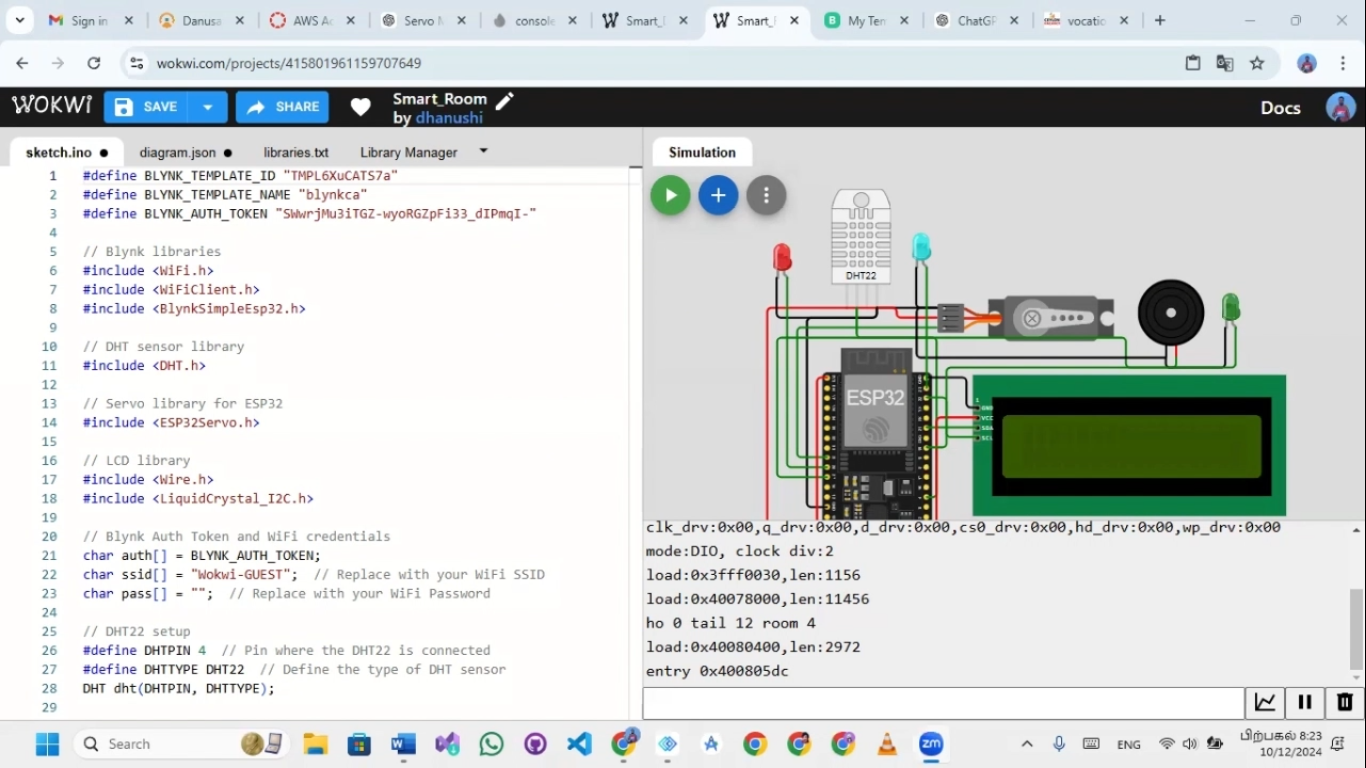 Sign in
Danusa
AWS A
Servo M
console
Smart_
Smart_
My Tem
ChatGP
vocatio
wokwi.com/projects/415801961159707649
WOKWI
SAVE
SHARE
Smart_Room
by dhanushi
Docs
sketch.ino
diagram.json
libraries.txt
Library Manager
Simulation
1 #define BLYNK_TEMPLATE_ID "TMPL6XuCATS7a"
2 #define BLYNK_TEMPLATE_NAME "blynkca"
3 #define BLYNK_AUTH_TOKEN "SWwrjMu3iTGZ-wyoRGZpFi33_dIPmqI-"
4
5 // Blynk libraries
6 #include <WiFi.h>
7 #include <WiFiClient.h>
8 #include <BlynkSimpleEsp32.h>
9
10 // DHT sensor library
11 #include <DHT.h>
12
13 // Servo library for ESP32
14 #include <ESP32Servo.h>
15
16 // LCD library
17 #include <Wire.h>
18 #include <LiquidCrystal_I2C.h>
19
20 // Blynk Auth Token and WiFi credentials
21 char auth[] = BLYNK_AUTH_TOKEN;
22 char ssid[] = "Wokwi-GUEST";  // Replace with your WiFi SSID
23 char pass[] = "";  // Replace with your WiFi Password
24
25 // DHT22 setup
26 #define DHTPIN 4  // Pin where the DHT22 is connected
27 #define DHTTYPE DHT22  // Define the type of DHT sensor
28 DHT dht(DHTPIN, DHTTYPE);
29
DHT22
ESP32
1
GND
VCC
SDA
SCL
clk_drv:0x00,q_drv:0x00,d_drv:0x00,cs0_drv:0x00,hd_drv:0x00,wp_drv:0x00
mode:DIO, clock div:2
load:0x3fff0030,len:1156
load:0x40078000,len:11456
ho 0 tail 12 room 4
load:0x40080400,len:2972
entry 0x400805dc
Search
zm
ENG
பிற்பகல் 8:23
10/12/2024